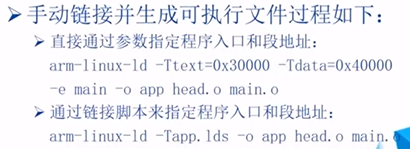 手动链接并生成可执行文件过程如下：
直接通过参数指定程序入口和段地址：
arm-linux-ld -Ttext=0x30000 -Tdata=0x40000
-e main -o app head.o main.o
通过链接脚本来指定程序入口和段地址：
arm-linux-ld -Tapp.lds -o app head.o main.o